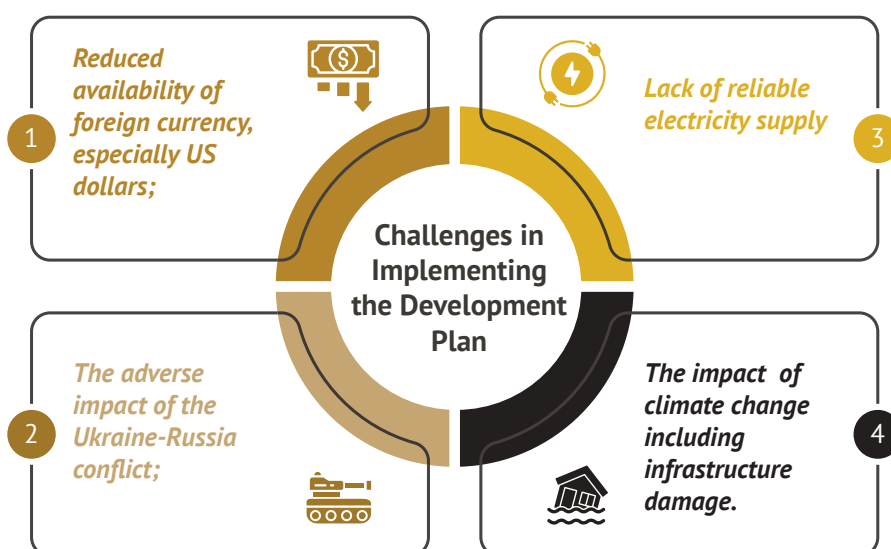 1
Reduced
availability of
foreign currency,
especially US
dollars;
$
2
The adverse
impact of the
Ukraine-Russia
conflict;
Challenges in
Implementing
the Development
Plan
3
Lack of reliable
electricity supply
4
The impact of
climate change
including
infrastructure
damage.